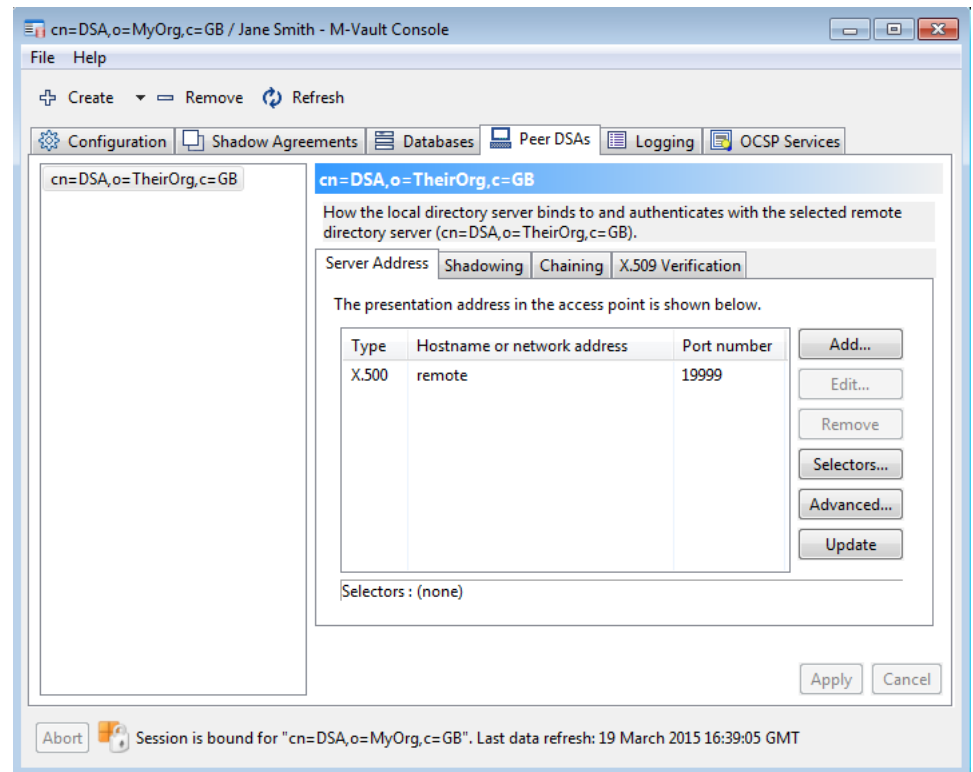 cn=DSA,o=MyOrg,c=GB / Jane Smith - M-Vault Console
File Help
Create Remove Refresh
Configuration Shadow Agreements Databases Peer DSAs Logging OCSP Services
cn=DSA,o=TheirOrg,c=GB
cn=DSA,o=TheirOrg,c=GB
How the local directory server binds to and authenticates with the selected remote
directory server (cn=DSA,o=TheirOrg,c=GB).
Server Address Shadowing Chaining X.509 Verification
The presentation address in the access point is shown below.
Type Hostname or network address Port number
X.500 remote 19999
Add...
Edit...
Remove
Selectors...
Advanced...
Update
Selectors : (none)
Apply Cancel
Abort Session is bound for "cn=DSA,o=MyOrg,c=GB". Last data refresh: 19 March 2015 16:39:05 GMT